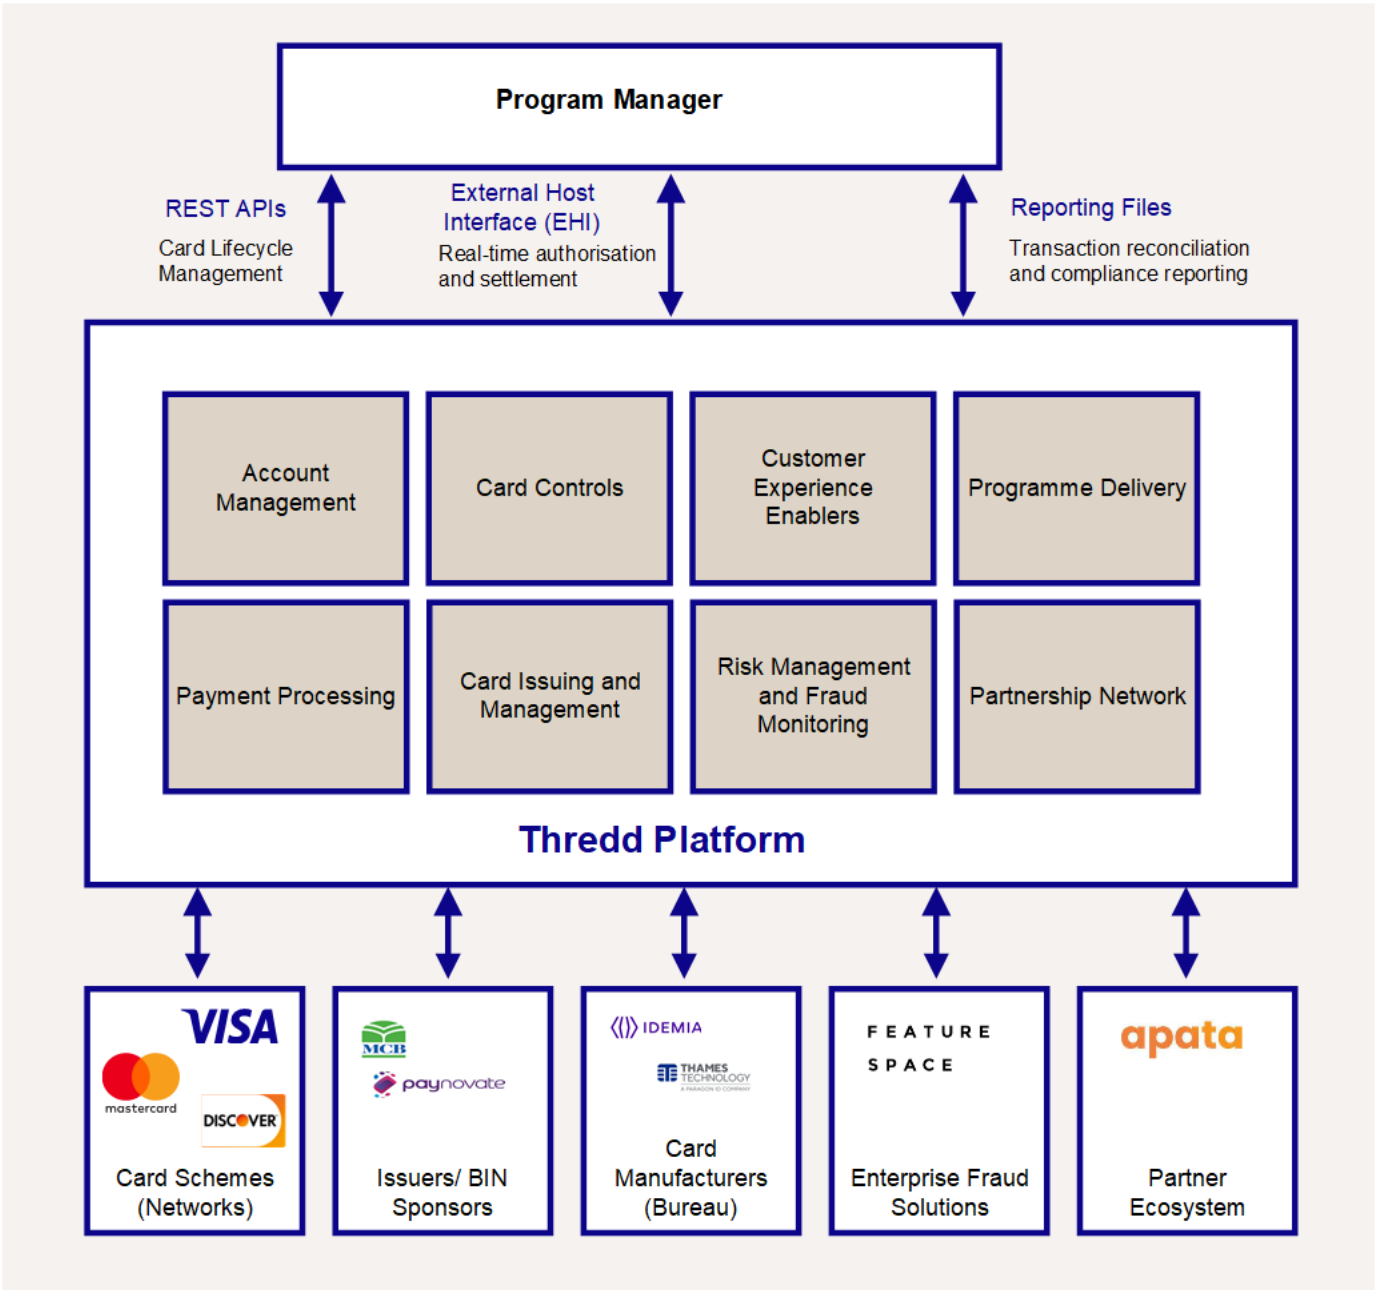 Program Manager
REST APIs
Card Lifecycle
Management
External Host
Interface (EHI)
Real-time authorisation
and settlement
Reporting Files
Transaction reconciliation
and compliance reporting
Account
Management
Card Controls
Customer
Experience
Enablers
Programme Delivery
Payment Processing
Card Issuing and
Management
Risk Management
and Fraud
Monitoring
Partnership Network
Thredd Platform
VISA
mastercard
DISCOVER
Card Schemes
(Networks)
MCB
paynovate
Issuers/ BIN
Sponsors
IDEMIA
THAMES
TECHNOLOGY
A PARAGON ID COMPANY
Card
Manufacturers
(Bureau)
FEATURE
SPACE
Enterprise Fraud
Solutions
apata
Partner
Ecosystem